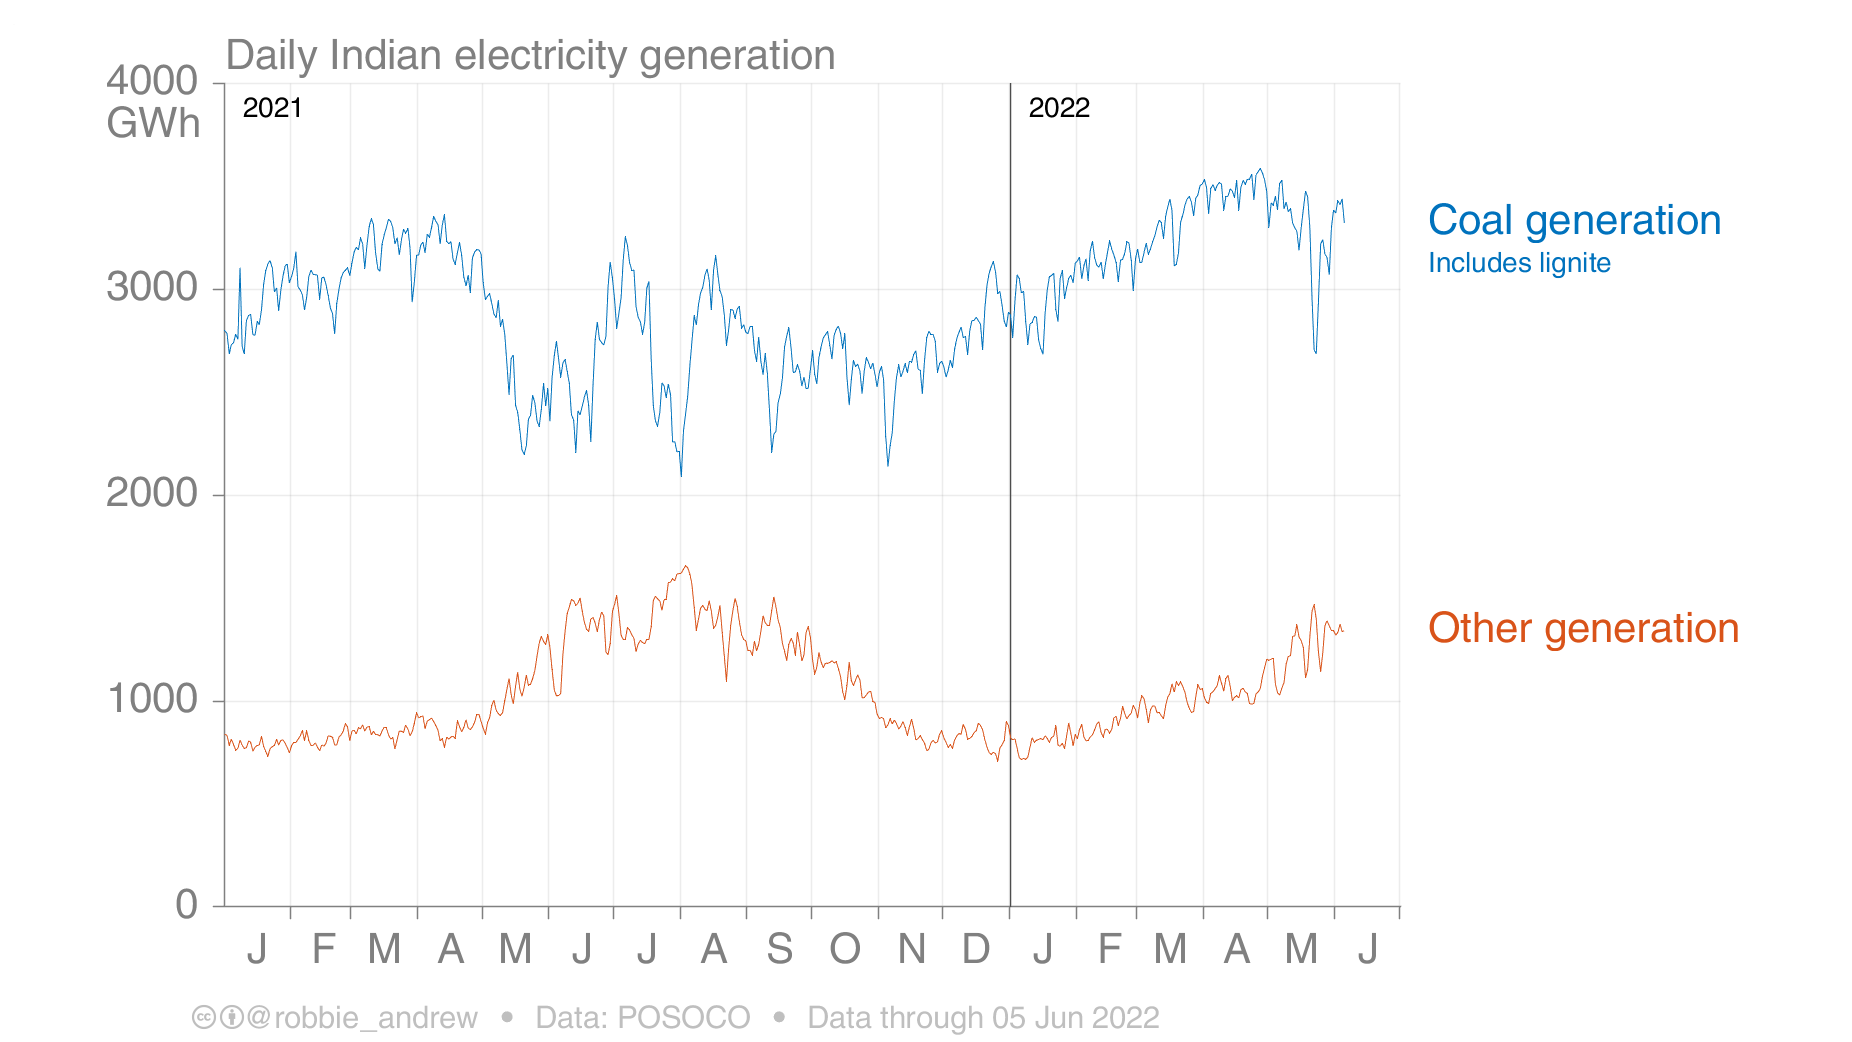 Daily Indian electricity generation
4000
GWh
2021
2022
Coal generation
Includes lignite
3000
2000
Other generation
1000
0
J F M A M J J A S O N D J F M A M J
@robbie_andrew • Data: POSOCO • Data through 05 Jun 2022